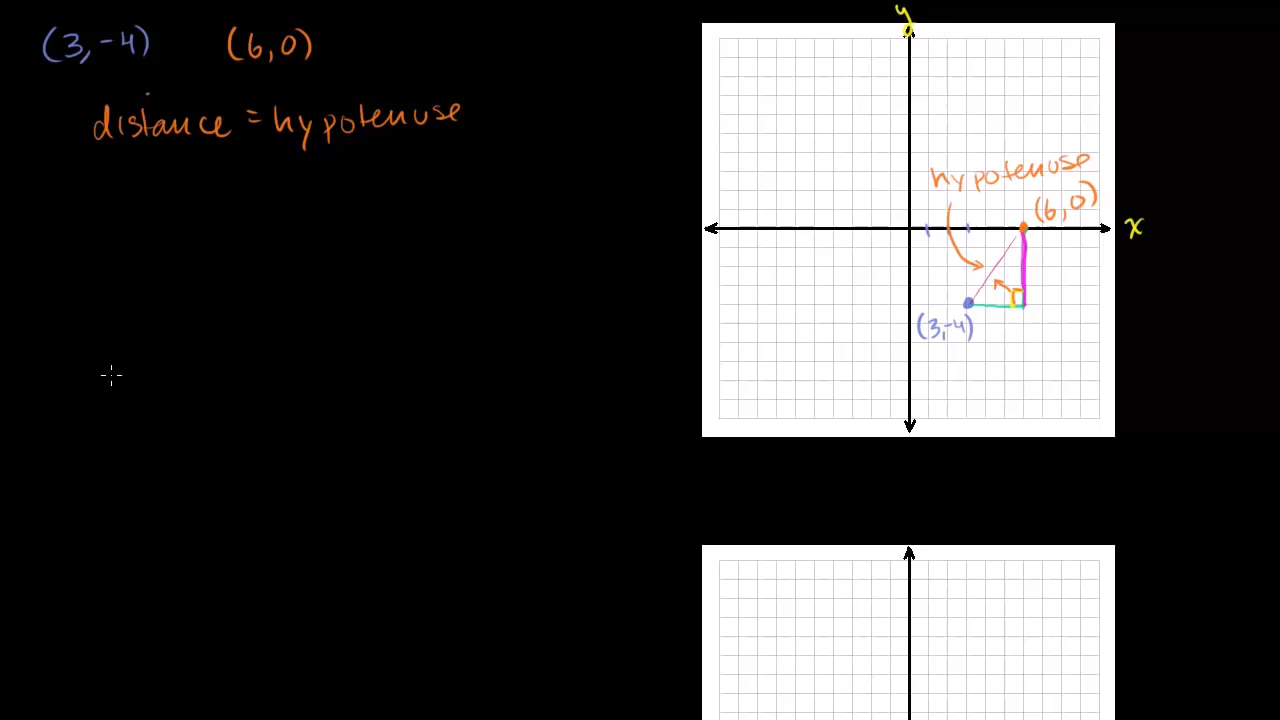 (3,-4) (6,0)
distance = hypotenuse
y
hypotenuse
(6,0)
x
(3,-4)